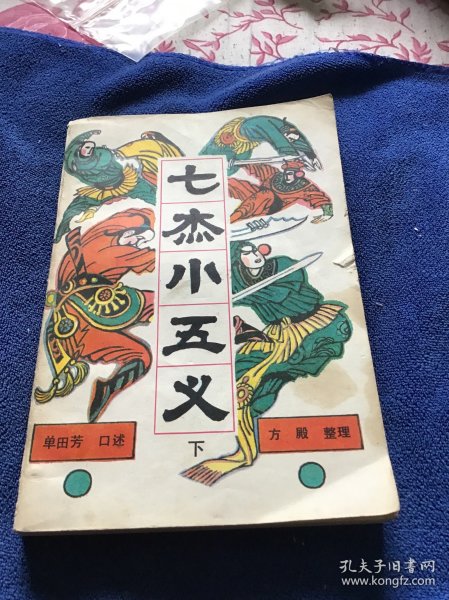 七杰小五义
下
单田芳 口述
方殿 整理
孔夫子旧书网
www.kongfz.com